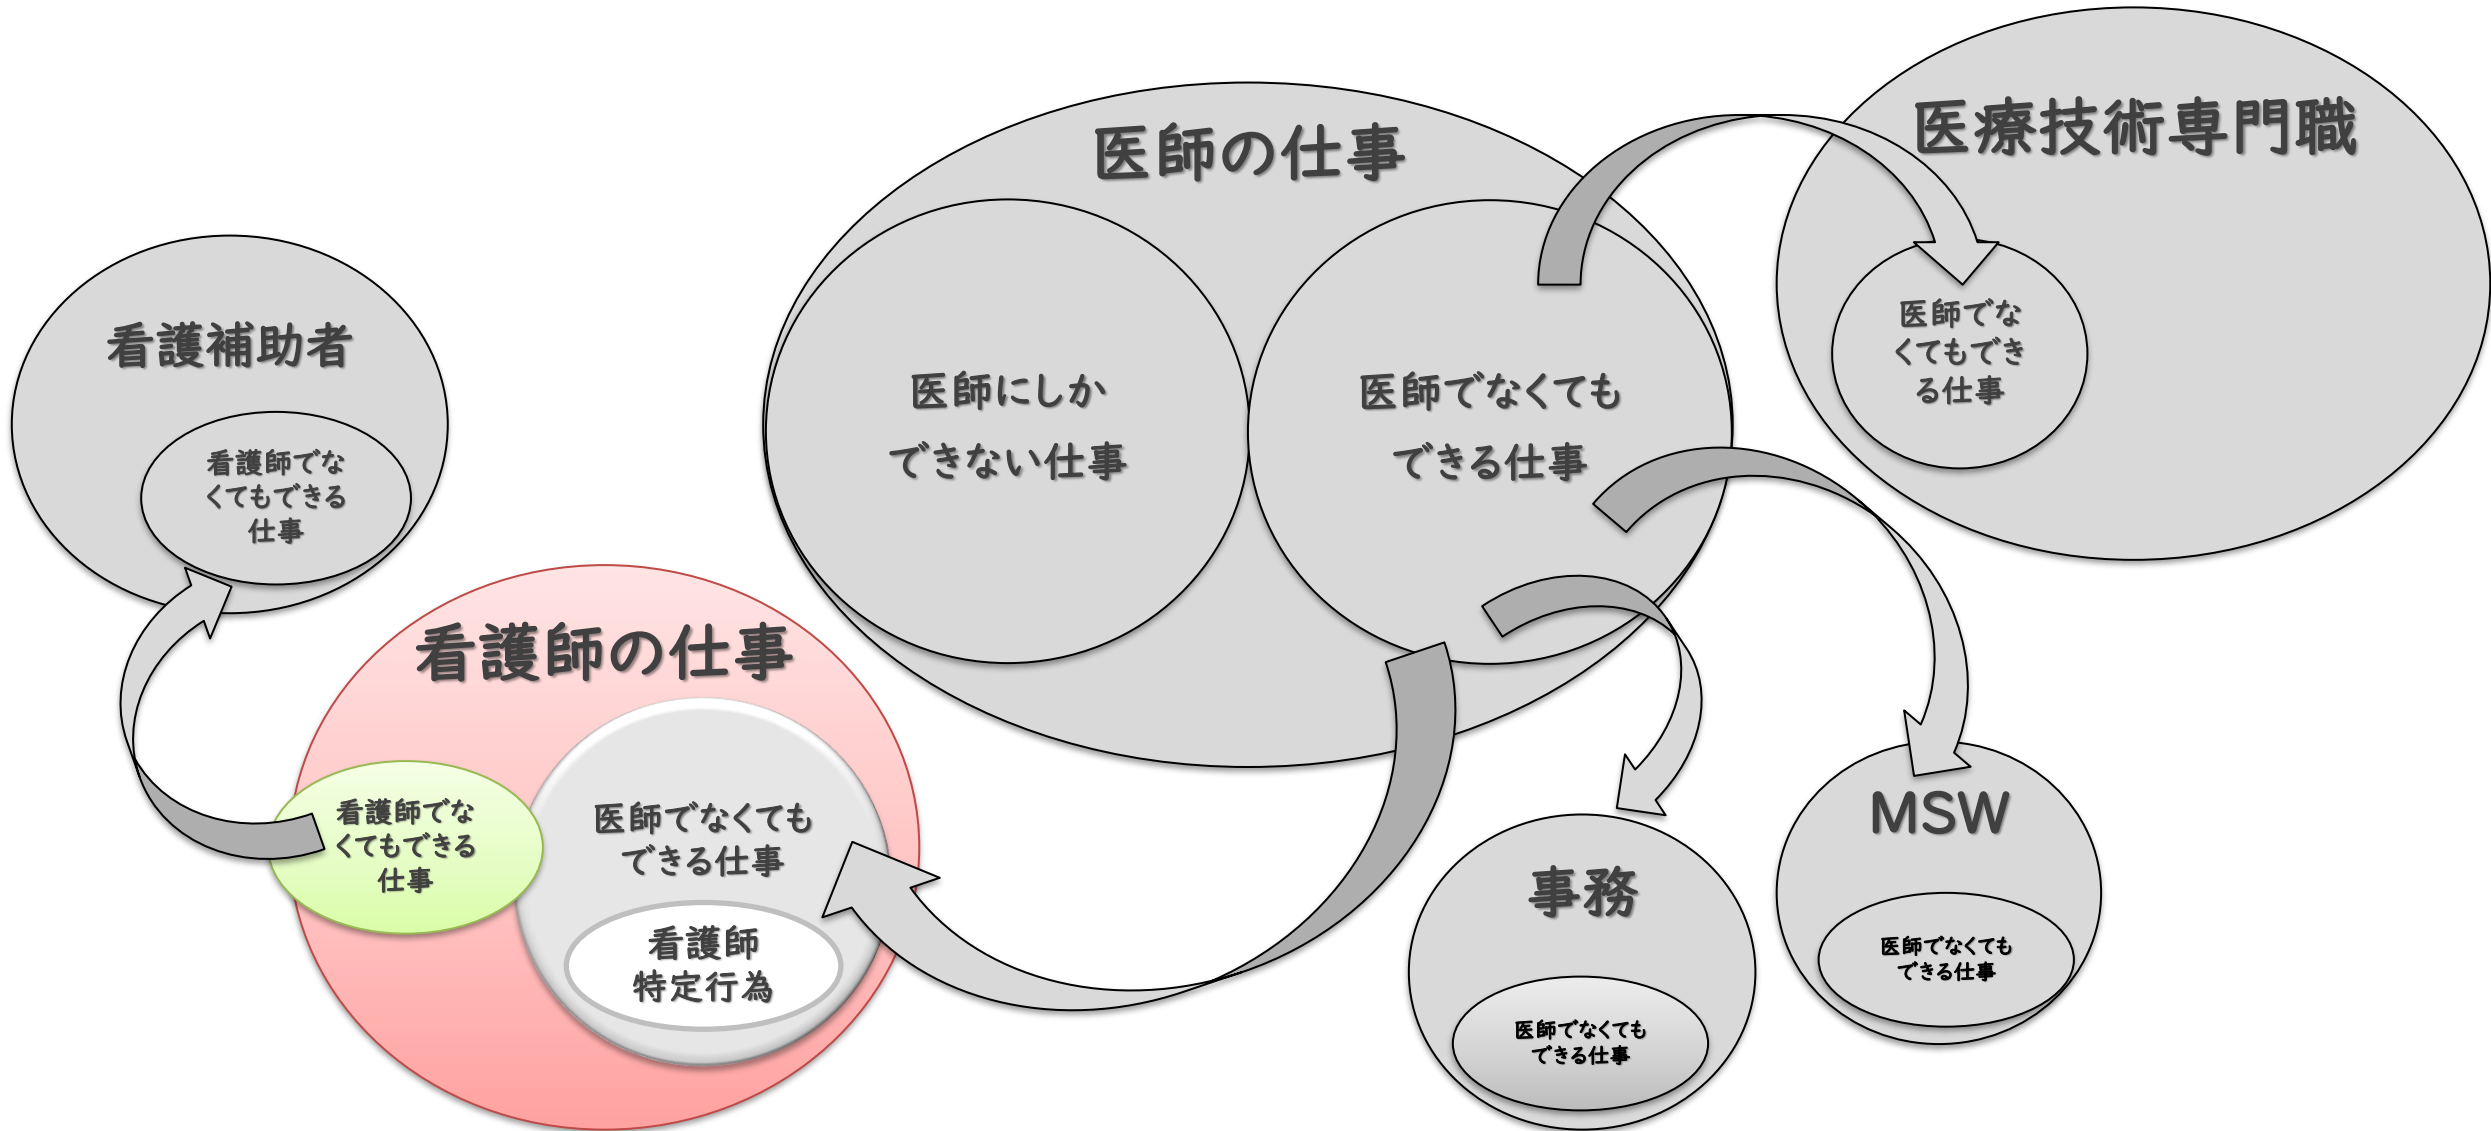 医師の仕事
医師にしか
できない仕事
医師でなくても
できる仕事
医療技術専門職
医師でな
くてもでき
る仕事
看護補助者
看護師でな
くてもできる
仕事
看護師の仕事
看護師でな
くてもできる
仕事
医師でなくても
できる仕事
看護師
特定行為
事務
医師でなくても
できる仕事
MSW
医師でなくても
できる仕事